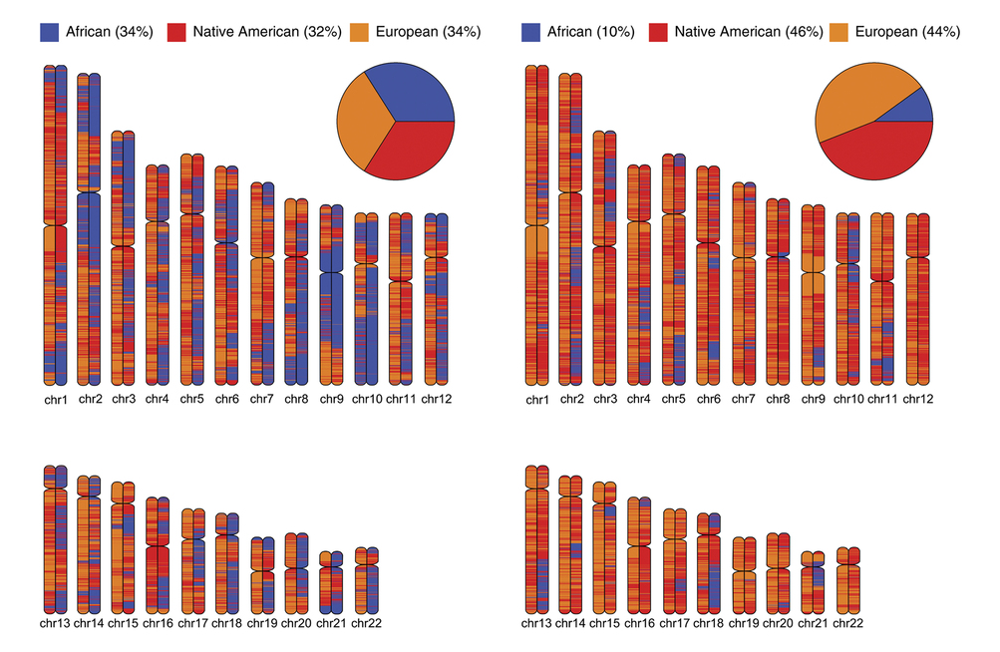 African (34%) Native American (32%) European (34%)
African (10%) Native American (46%) European (44%)
chr1 chr2 chr3 chr4 chr5 chr6 chr7 chr8 chr9 chr10 chr11 chr12
chr1 chr2 chr3 chr4 chr5 chr6 chr7 chr8 chr9 chr10 chr11 chr12
chr13 chr14 chr15 chr16 chr17 chr18 chr19 chr20 chr21 chr22
chr13 chr14 chr15 chr16 chr17 chr18 chr19 chr20 chr21 chr22